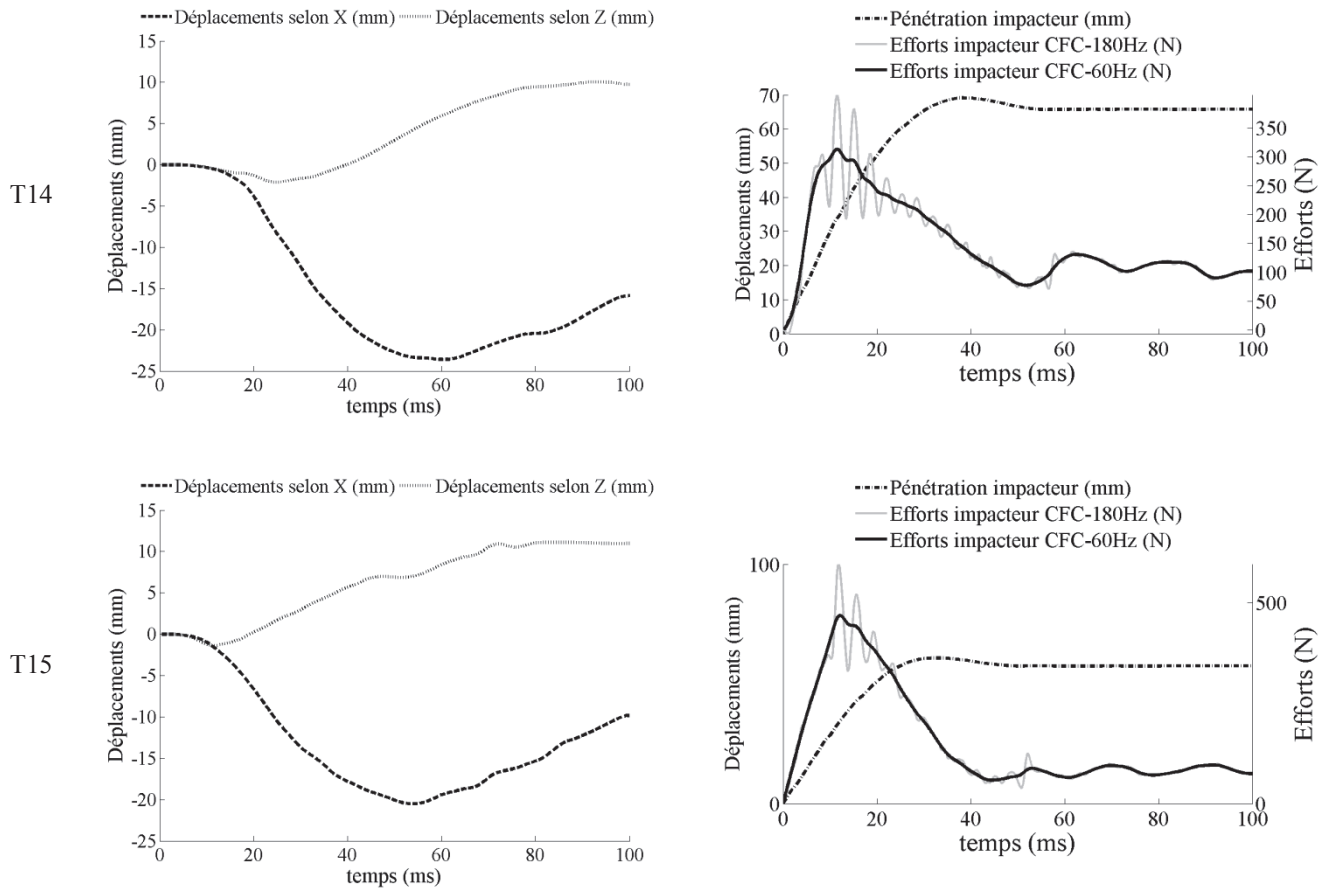 T14
Déplacements selon X (mm) Déplacements selon Z (mm)
15
10
5
0
-5
-10
-15
-20
-25
Déplacements (mm)
0 20 40 60 80 100
temps (ms)
Pénétration impacteur (mm)
Efforts impacteur CFC-180Hz (N)
Efforts impacteur CFC-60Hz (N)
70
60
50
40
30
20
10
0
Déplacements (mm)
350
300
250
200
150
100
50
0
Efforts (N)
0 20 40 60 80 100
temps (ms)
T15
Déplacements selon X (mm) Déplacements selon Z (mm)
15
10
5
0
-5
-10
-15
-20
-25
Déplacements (mm)
0 20 40 60 80 100
temps (ms)
Pénétration impacteur (mm)
Efforts impacteur CFC-180Hz (N)
Efforts impacteur CFC-60Hz (N)
100
0
Déplacements (mm)
500
0
Efforts (N)
0 20 40 60 80 100
temps (ms)